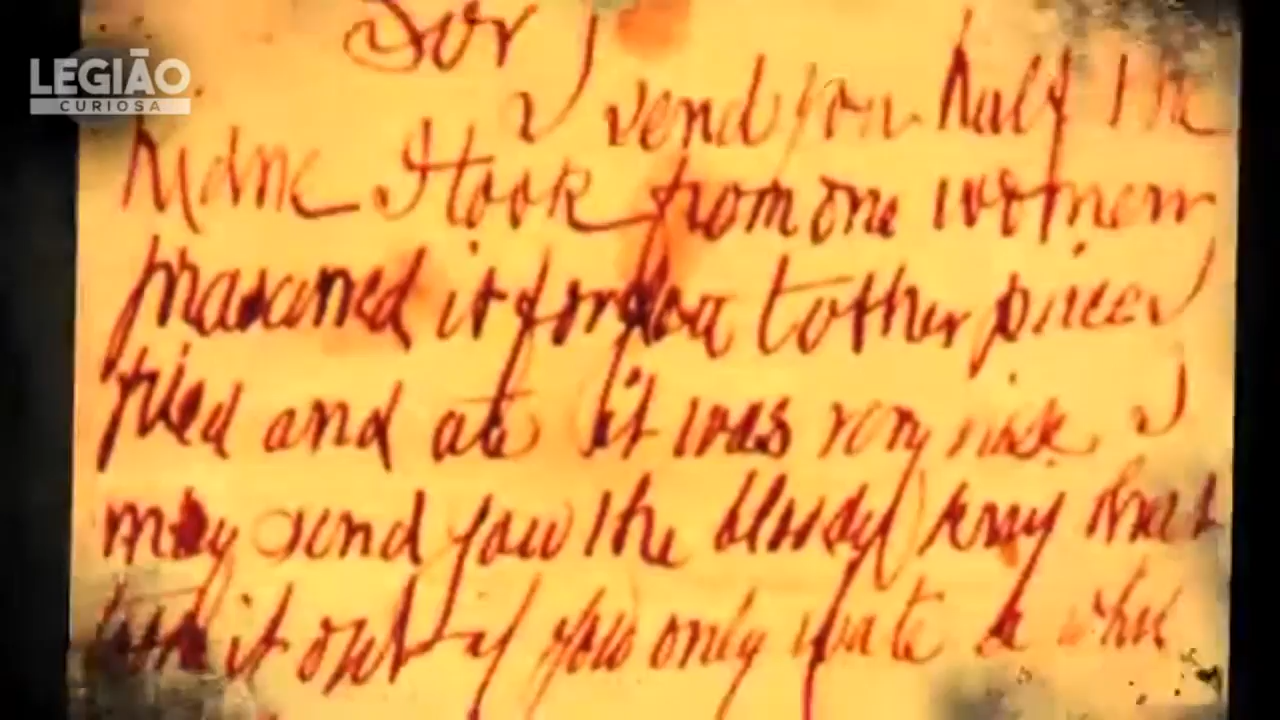 LEGIÃO
CURIOSA
Sor
I send you half the
Kidne I took from one women
prasarved it for you tother piece I
fried and ate it was very nise I
may send you the bloody knif that
took it out if you only wate a whil